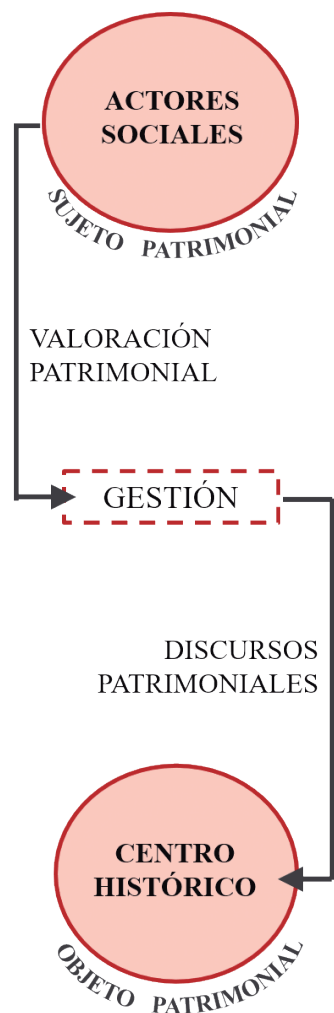 ACTORES
SOCIALES
SUJETO PATRIMONIAL
VALORACIÓN
PATRIMONIAL
GESTIÓN
DISCURSOS
PATRIMONIALES
CENTRO
HISTÓRICO
OBJETO PATRIMONIAL